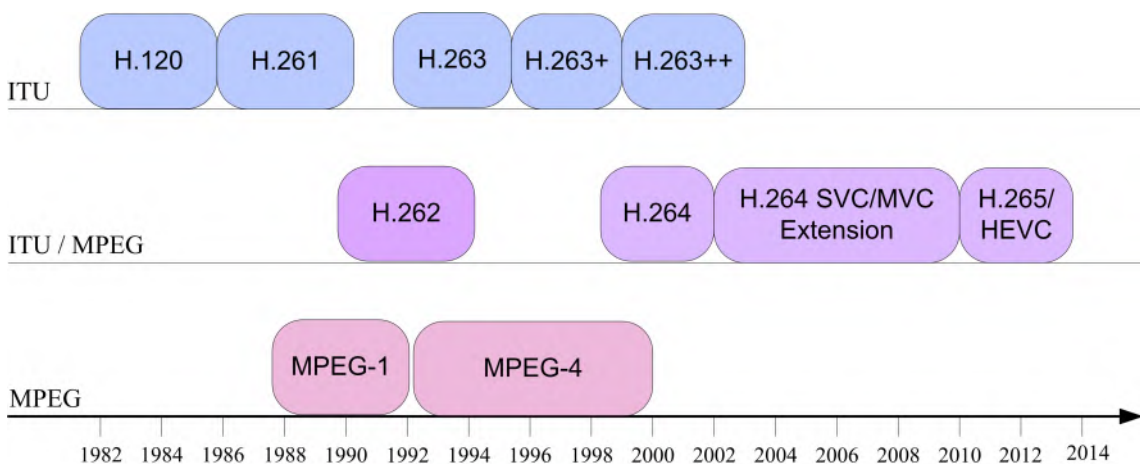 H.120 H.261 H.263 H.263+ H.263++
ITU
H.262 H.264 H.264 SVC/MVC Extension H.265/ HEVC
ITU / MPEG
MPEG-1 MPEG-4
MPEG
1982 1984 1986 1988 1990 1992 1994 1996 1998 2000 2002 2004 2006 2008 2010 2012 2014